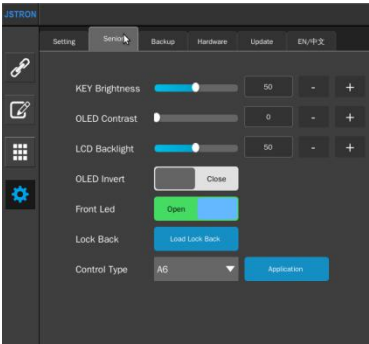 JSTRON
Setting Senior Backup Hardware Update EN/中文
KEY Brightness 50 - +
OLED Contrast 0 - +
LCD Backlight 50 - +
OLED Invert Close
Front Led Open
Lock Back Load Lock Back
Control Type A6 Application